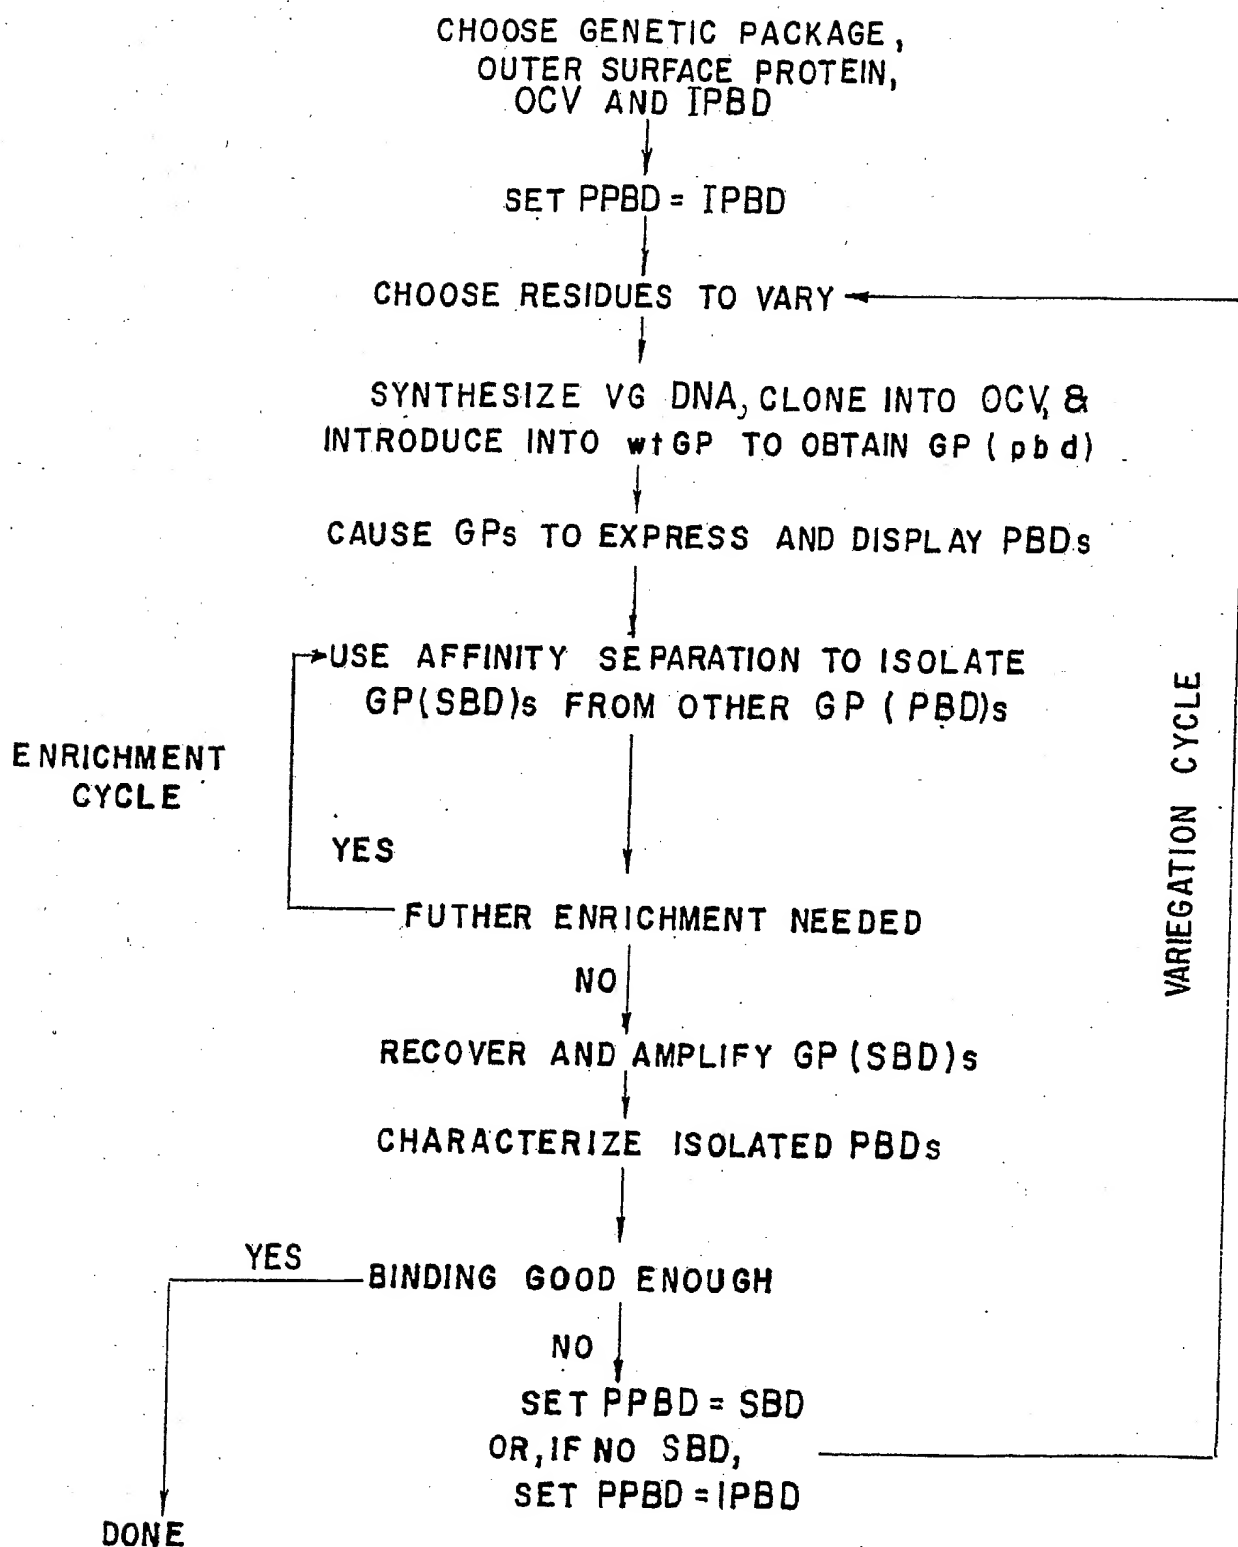 CHOOSE GENETIC PACKAGE,
OUTER SURFACE PROTEIN,
OCV AND IPBD
SET PPBD = IPBD
CHOOSE RESIDUES TO VARY
SYNTHESIZE VG DNA, CLONE INTO OCV, &
INTRODUCE INTO wtGP TO OBTAIN GP (pbd)
CAUSE GPs TO EXPRESS AND DISPLAY PBDs
USE AFFINITY SEPARATION TO ISOLATE
GP(SBD)s FROM OTHER GP (PBD)s
ENRICHMENT
CYCLE
VARIEGATION CYCLE
YES
FUTHER ENRICHMENT NEEDED
NO
RECOVER AND AMPLIFY GP(SBD)s
CHARACTERIZE ISOLATED PBDs
YES
BINDING GOOD ENOUGH
NO
SET PPBD = SBD
OR, IF NO SBD,
SET PPBD = IPBD
DONE